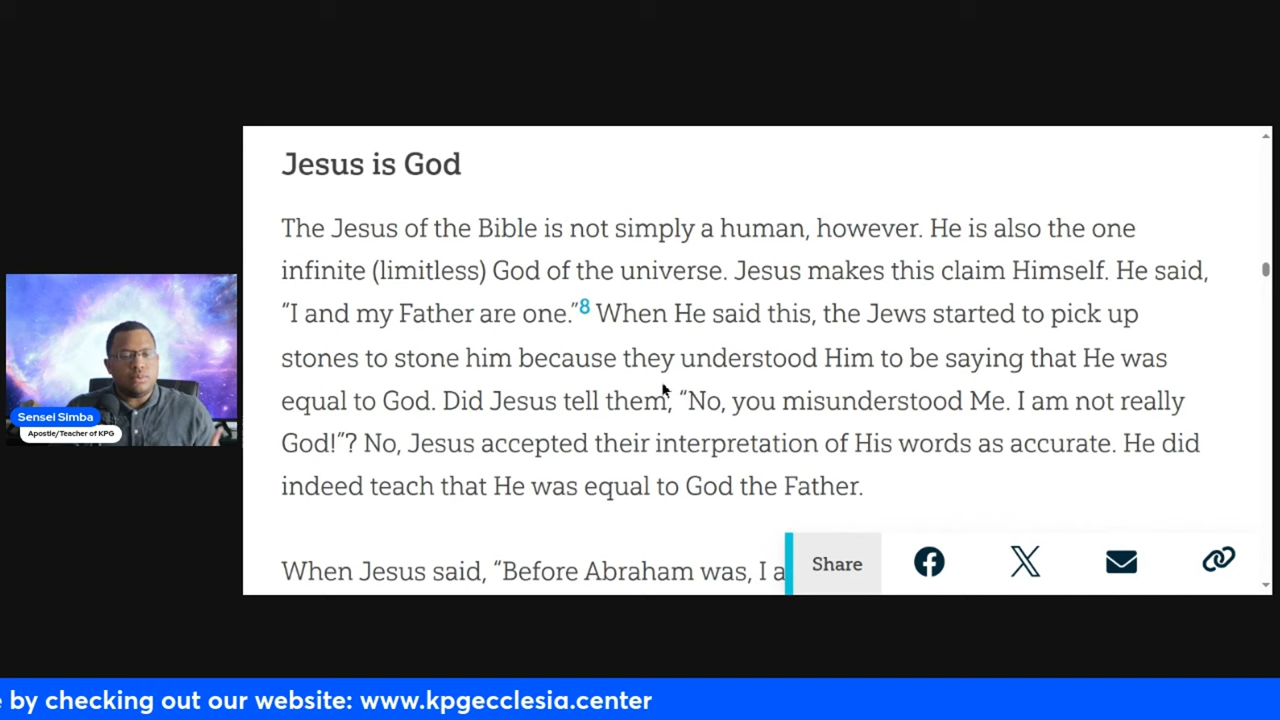 Jesus is God
The Jesus of the Bible is not simply a human, however. He is also the one
infinite (limitless) God of the universe. Jesus makes this claim Himself. He said,
“I and my Father are one.”8 When He said this, the Jews started to pick up
stones to stone him because they understood Him to be saying that He was
equal to God. Did Jesus tell them, “No, you misunderstood Me. I am not really
God!”? No, Jesus accepted their interpretation of His words as accurate. He did
indeed teach that He was equal to God the Father.
When Jesus said, “Before Abraham was, I a
Share
Sensei Simba
Apostle/Teacher of KPG
e by checking out our website: www.kpgecclesia.center